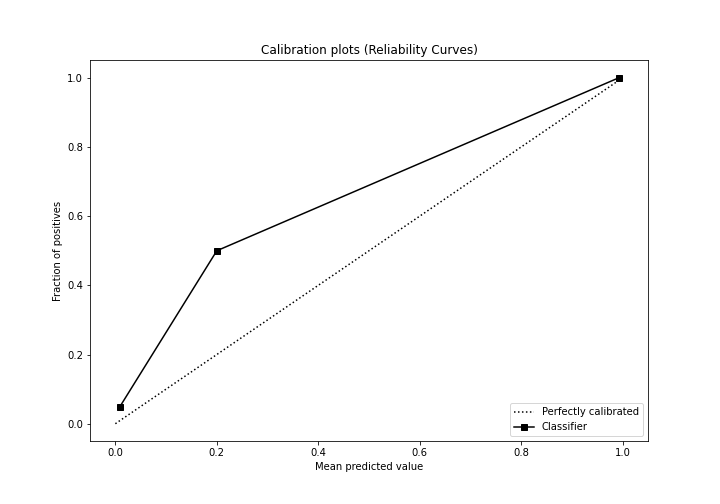 Calibration plots (Reliability Curves)
1.0
0.8
0.6
0.4
0.2
0.0
Fraction of positives
0.0 0.2 0.4 0.6 0.8 1.0
Mean predicted value
Perfectly calibrated
Classifier